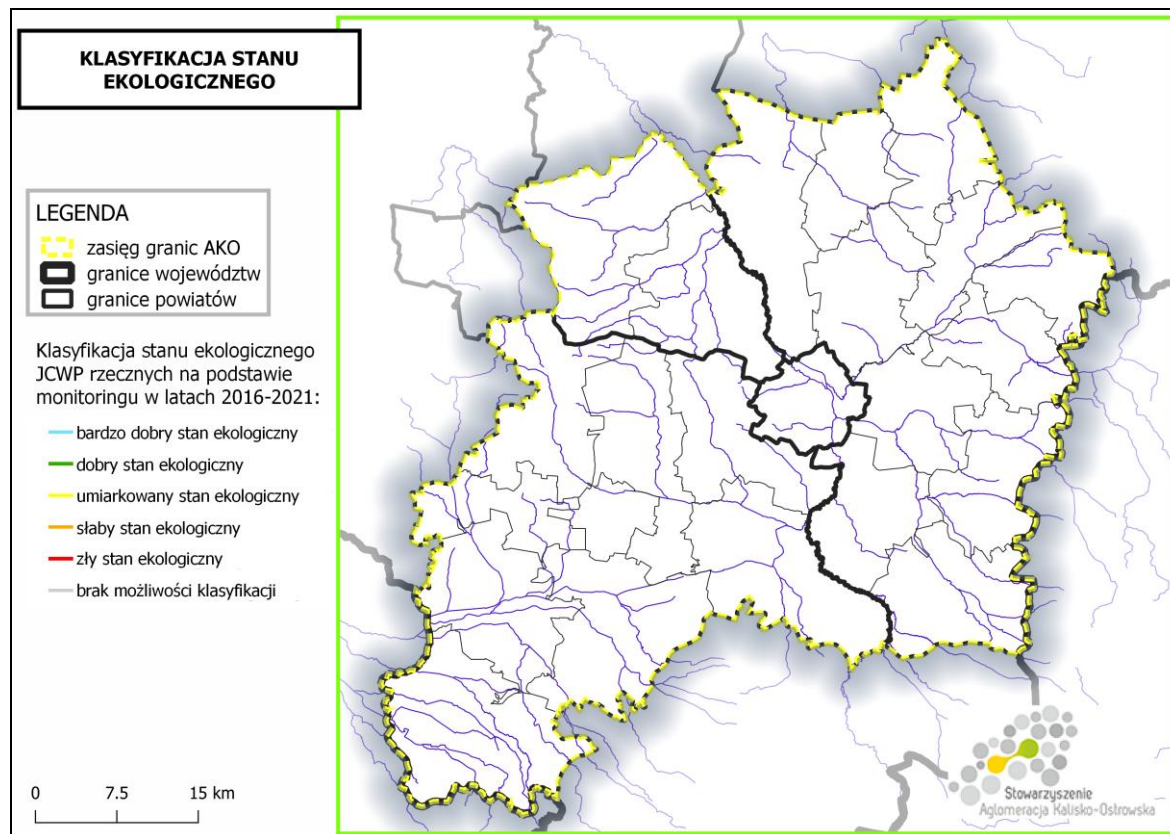 KLASYFIKACJA STANU
EKOLOGICZNEGO
LEGENDA
zasięg granic AKO
granice województw
granice powiatów
Klasyfikacja stanu ekologicznego
JCWP rzecznych na podstawie
monitoringu w latach 2016-2021:
bardzo dobry stan ekologiczny
dobry stan ekologiczny
umiarkowany stan ekologiczny
słaby stan ekologiczny
zły stan ekologiczny
brak możliwości klasyfikacji
0 7.5 15 km
Stowarzyszenie
Aglomeracja Kalisko-Ostrowska